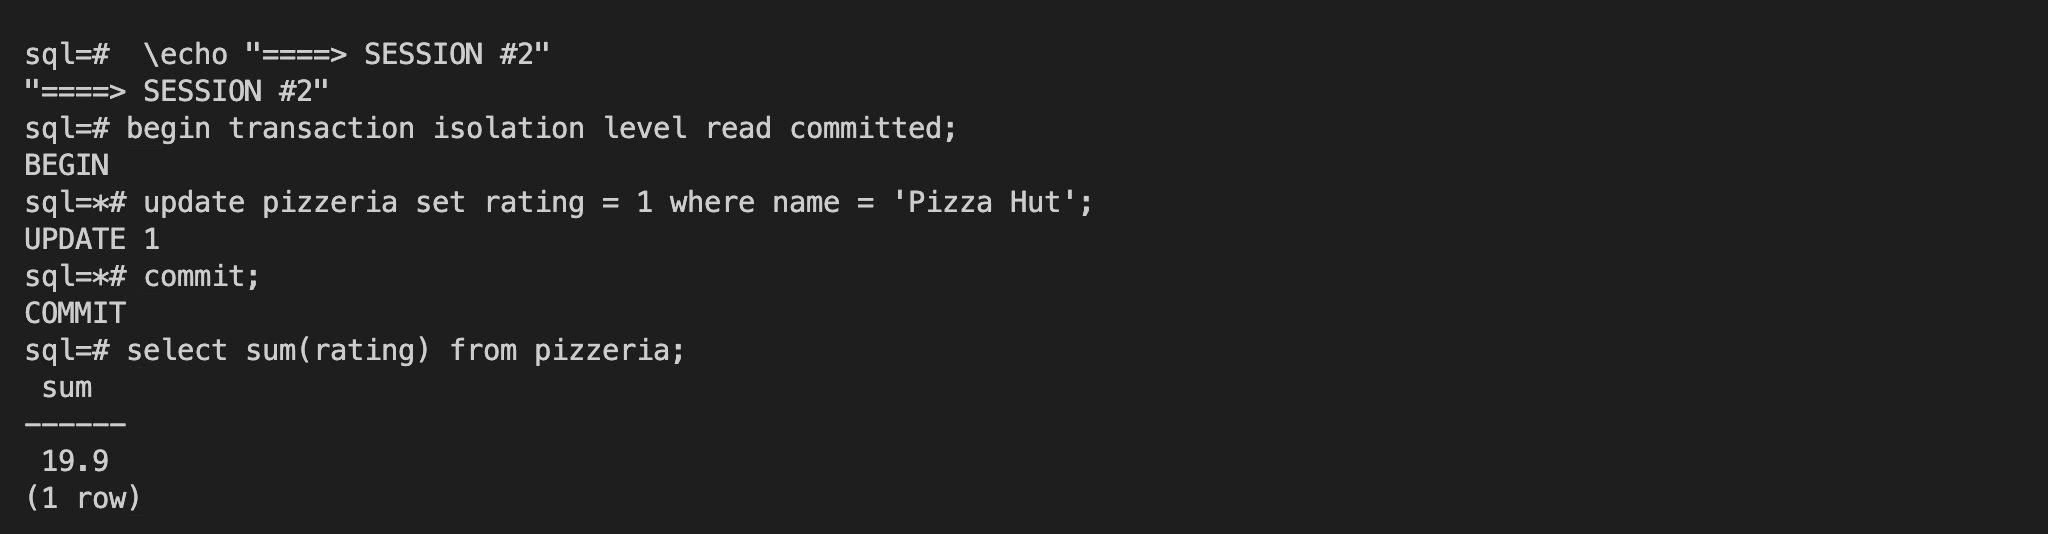 sql=#  \echo "====> SESSION #2"
"====> SESSION #2"
sql=# begin transaction isolation level read committed;
BEGIN
sql=*# update pizzeria set rating = 1 where name = 'Pizza Hut';
UPDATE 1
sql=*# commit;
COMMIT
sql=# select sum(rating) from pizzeria;
 sum
------
 19.9
(1 row)